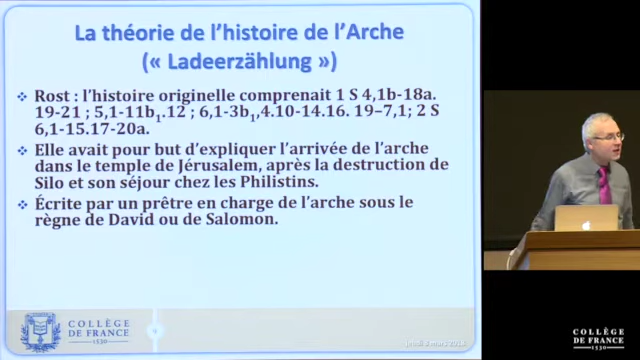 La théorie de l'histoire de l'Arche
(« Ladeerzählung »)
❖ Rost : l'histoire originelle comprenait 1 S 4,1b-18a.
19-21 ; 5,1-11b1.12 ; 6,1-3b1,4.10-14.16. 19–7,1; 2 S
6,1-15.17-20a.
❖ Elle avait pour but d'expliquer l'arrivée de l'arche
dans le temple de Jérusalem, après la destruction de
Silo et son séjour chez les Philistins.
❖ Écrite par un prêtre en charge de l'arche sous le
règne de David ou de Salomon.
COLLÈGE
DE FRANCE
1530
jeudi
COLLÈGE
DE FRANCE
1530